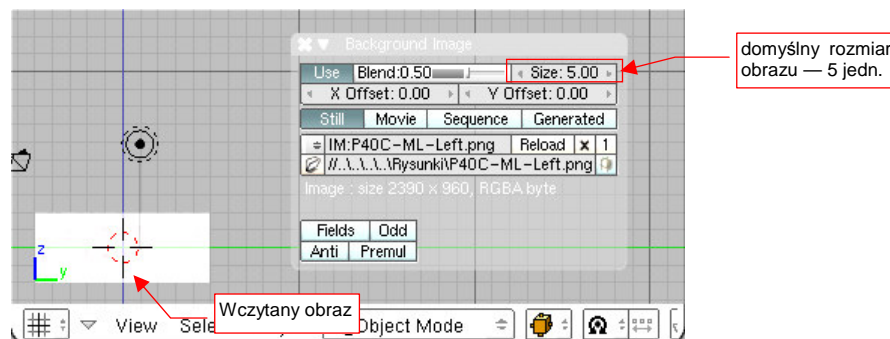 Background Image
Use Blend:0.50 Size: 5.00
X Offset: 0.00 Y Offset: 0.00
Still Movie Sequence Generated
IM:P40C-ML-Left.png Reload x 1
//..\..\..\..\Rysunki\P40C-ML-Left.png
Image : size 2390 x 960, RGBA byte
Fields Odd
Anti Premul
domyślny rozmiar
obrazu — 5 jedn.
z
y
Wczytany obraz
View Sele Object Mode